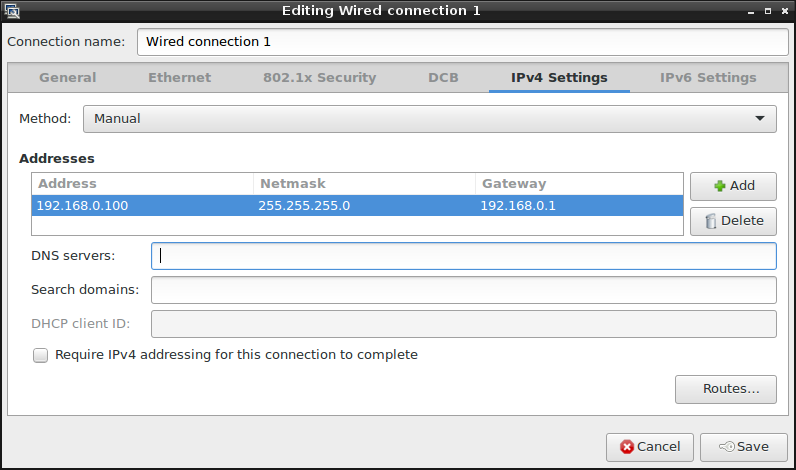 Editing Wired connection 1
Connection name: Wired connection 1
General Ethernet 802.1x Security DCB IPv4 Settings IPv6 Settings
Method: Manual
Addresses
Address Netmask Gateway
192.168.0.100 255.255.255.0 192.168.0.1
Add
Delete
DNS servers:
Search domains:
DHCP client ID:
Require IPv4 addressing for this connection to complete
Routes...
Cancel Save